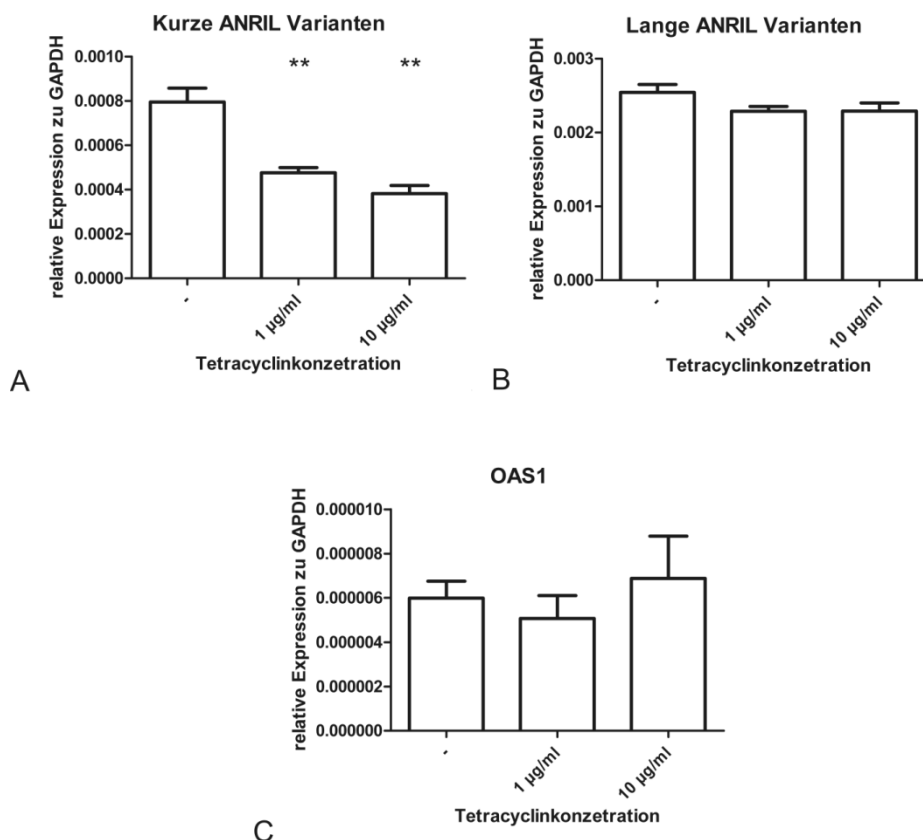 Kurze ANRIL Varianten
relative Expression zu GAPDH
0.0010
0.0008
0.0006
0.0004
0.0002
0.0000
** **
- 1 µg/ml 10 µg/ml
Tetracyclinkonzetration
A
Lange ANRIL Varianten
relative Expression zu GAPDH
0.003
0.002
0.001
0.000
- 1 µg/ml 10 µg/ml
Tetracyclinkonzetration
B
OAS1
relative Expression zu GAPDH
0.000010
0.000008
0.000006
0.000004
0.000002
0.000000
- 1 µg/ml 10 µg/ml
Tetracyclinkonzetration
C